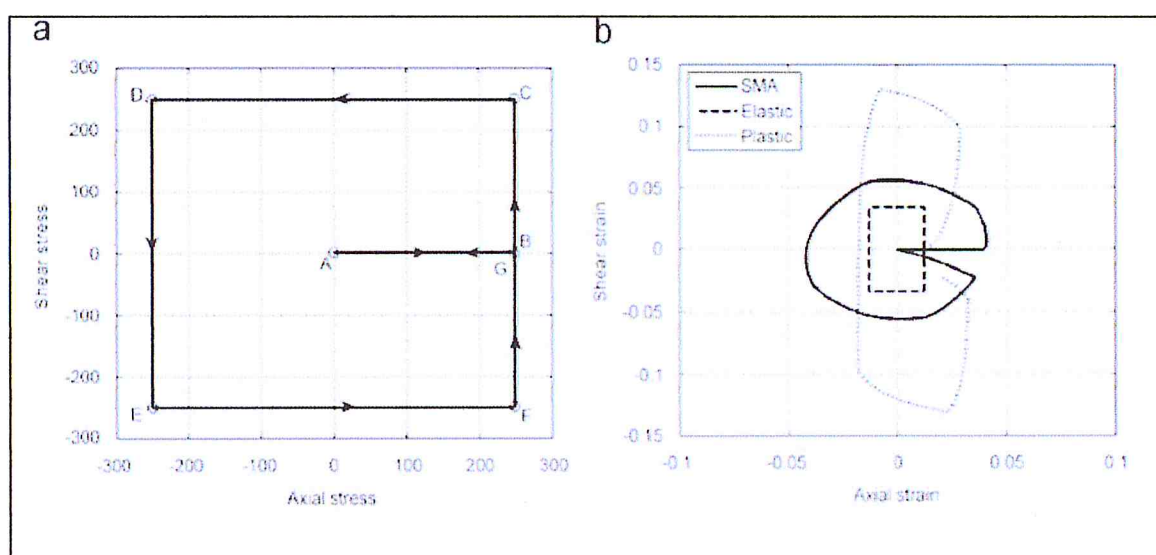 a
300
200
100
0
-100
-200
-300
-300
-200
-100
0
100
200
300
Shear stress
Axial stress
D
C
A
B
G
E
F
b
SMA
Elastic
Plastic
0.15
0.1
0.05
0
-0.05
-0.1
-0.15
-0.1
-0.05
0
0.05
0.1
Shear strain
Axial strain